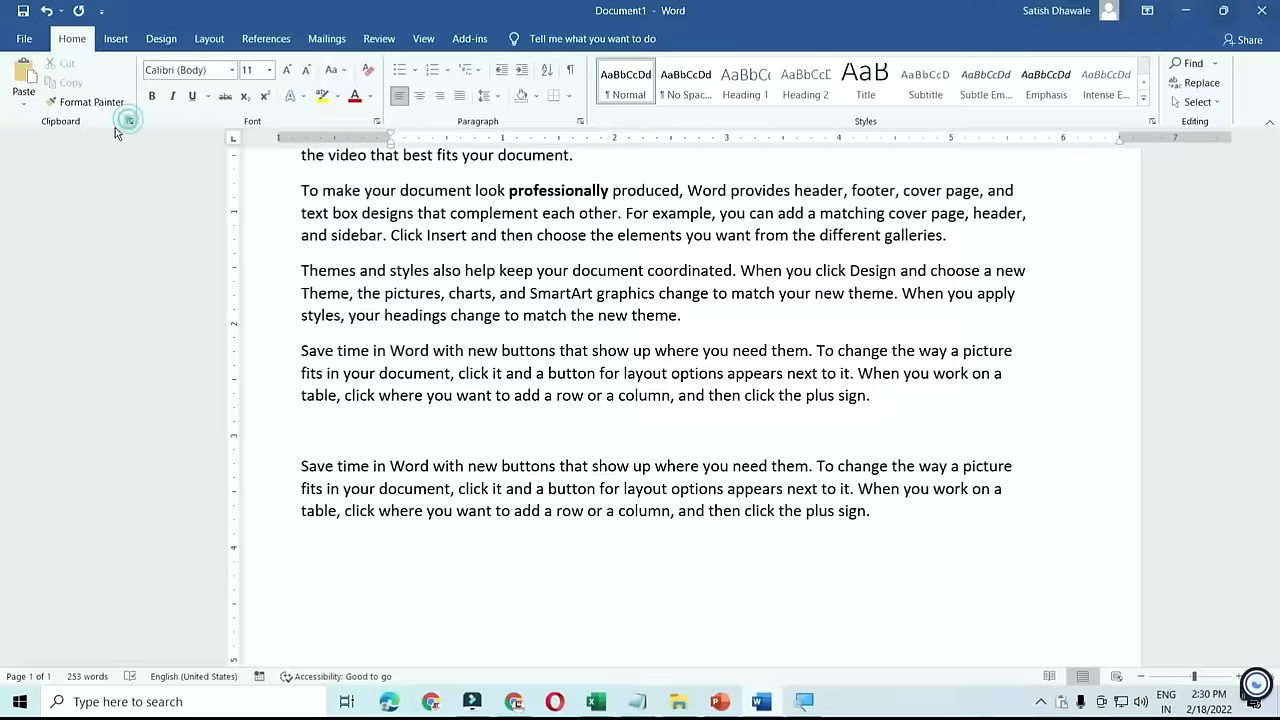 Document1 - Word
Satish Dhawale
File Home Insert Design Layout References Mailings Review View Add-ins Tell me what you want to do Share
Paste
Cut
Copy
Format Painter
Clipboard
Calibri (Body) 11
Font
Paragraph
AaBbCcDd AaBbCcDd AaBbCc AaBbCcD AaB AaBbCcD AaBbCcDd AaBbCcDd AaBbCcDd
¶ Normal ¶ No Spac... Heading 1 Heading 2 Title Subtitle Subtle Em... Emphasis Intense E...
Styles
Find
Replace
Select
Editing
1 1 2 3 4 5 6 7
the video that best fits your document.
To make your document look professionally produced, Word provides header, footer, cover page, and
text box designs that complement each other. For example, you can add a matching cover page, header,
and sidebar. Click Insert and then choose the elements you want from the different galleries.
Themes and styles also help keep your document coordinated. When you click Design and choose a new
Theme, the pictures, charts, and SmartArt graphics change to match your new theme. When you apply
styles, your headings change to match the new theme.
Save time in Word with new buttons that show up where you need them. To change the way a picture
fits in your document, click it and a button for layout options appears next to it. When you work on a
table, click where you want to add a row or a column, and then click the plus sign.
Save time in Word with new buttons that show up where you need them. To change the way a picture
fits in your document, click it and a button for layout options appears next to it. When you work on a
table, click where you want to add a row or a column, and then click the plus sign.
1
2
3
4
5
Page 1 of 1 253 words English (United States) Accessibility: Good to go
Type here to search
ENG
IN
2:30 PM
2/18/2022